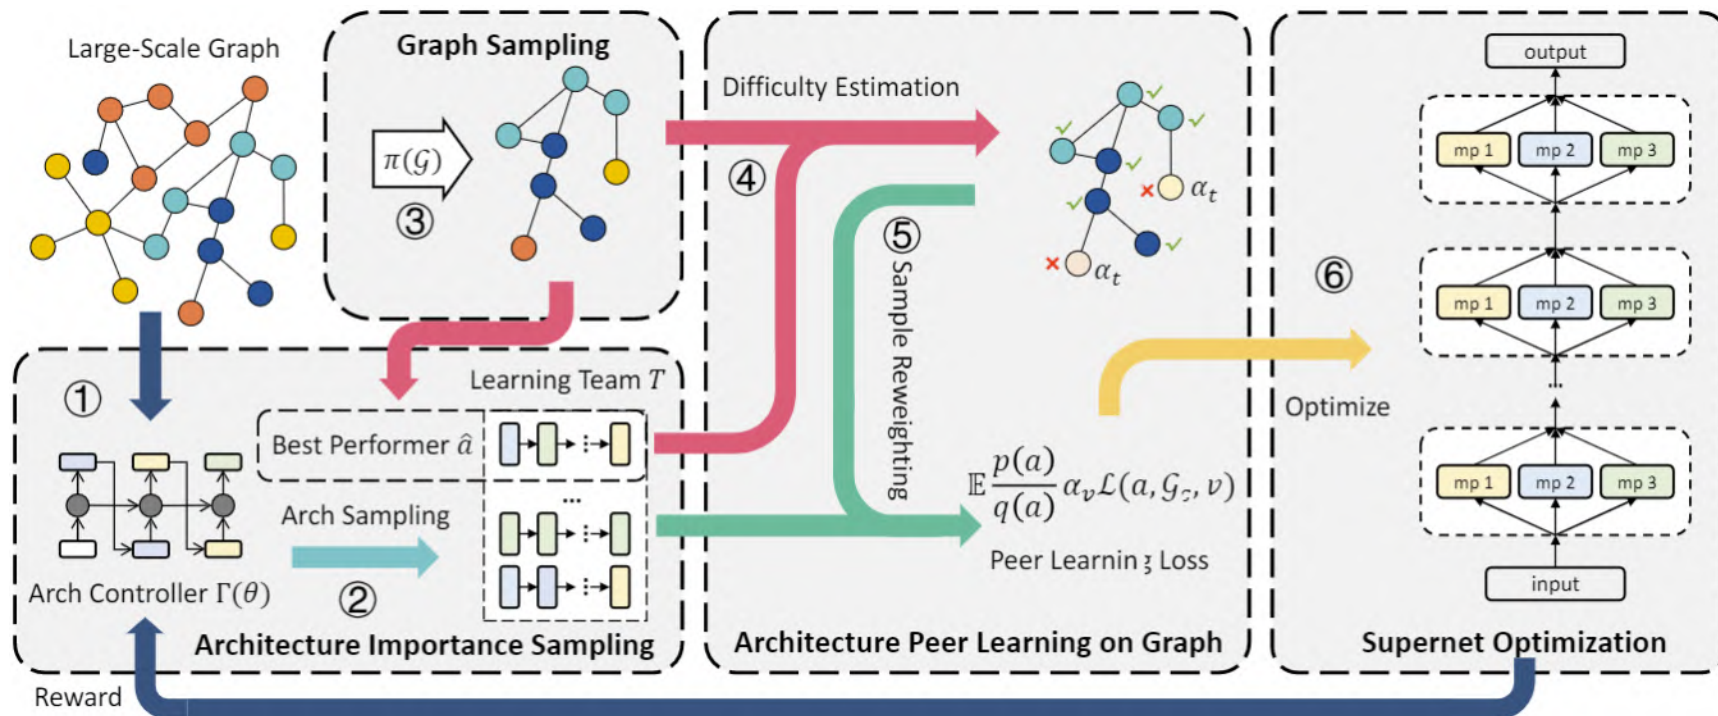 Large-Scale Graph
Graph Sampling
π(𝒢)
③
Difficulty Estimation
④
⑤
Sample Reweighting
α_t
α_t
output
mp 1 mp 2 mp 3
⑥
mp 1 mp 2 mp 3
...
Optimize
mp 1 mp 2 mp 3
input
Supernet Optimization
①
Learning Team T
Best Performer â
...
Arch Sampling
②
Arch Controller Γ(θ)
Architecture Importance Sampling
𝔼 p(a)/q(a) α_v ℒ(a, 𝒢_s, v)
Loss
Architecture Peer Learning on Graph
Reward